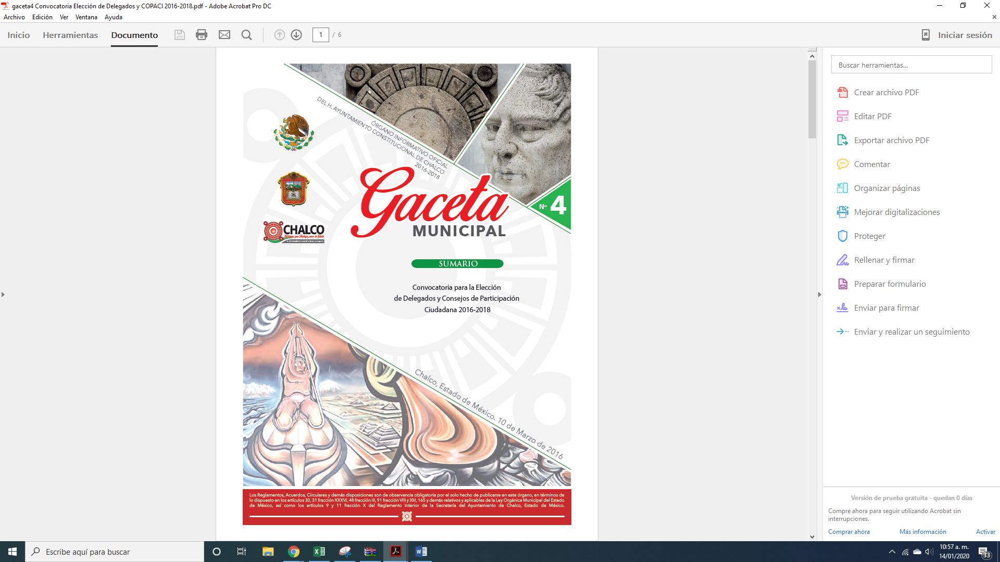 gaceta4 Convocatoria Elección de Delegados y COPACI 2016-2018.pdf - Adobe Acrobat Pro DC
Archivo Edición Ver Ventana Ayuda
Inicio Herramientas Documento 1 / 6 Iniciar sesión
DEL H. AYUNTAMIENTO CONSTITUCIONAL DE CHALCO
ÓRGANO INFORMATIVO OFICIAL
2016-2018
Gaceta
MUNICIPAL
Nº 4
CHALCO
SUMARIO
Convocatoria para la Elección
de Delegados y Consejos de Participación
Ciudadana 2016-2018
Chalco, Estado de México. 10 de Marzo de 2016
Los Reglamentos, Acuerdos, Circulares y demás disposiciones son de observancia obligatoria por el solo hecho de publicarse en este órgano, en términos de
lo dispuesto en los artículos 30, 31 fracción XXXVI, 48 fracción III, 91 fracción VIII y XIII, 165 y demás relativos y aplicables de la Ley Orgánica Municipal del Estado
de México, así como los artículos 9 y 11 fracción X del Reglamento Interior de la Secretaría del Ayuntamiento de Chalco, Estado de México.
Buscar herramientas...
Crear archivo PDF
Editar PDF
Exportar archivo PDF
Comentar
Organizar páginas
Mejorar digitalizaciones
Proteger
Rellenar y firmar
Preparar formulario
Enviar para firmar
Enviar y realizar un seguimiento
Versión de prueba gratuita - quedan 0 días
Compre ahora para seguir utilizando Acrobat sin
interrupciones.
Comprar ahora Más información Activar
Escribe aquí para buscar
10:57 a. m.
14/01/2020
33